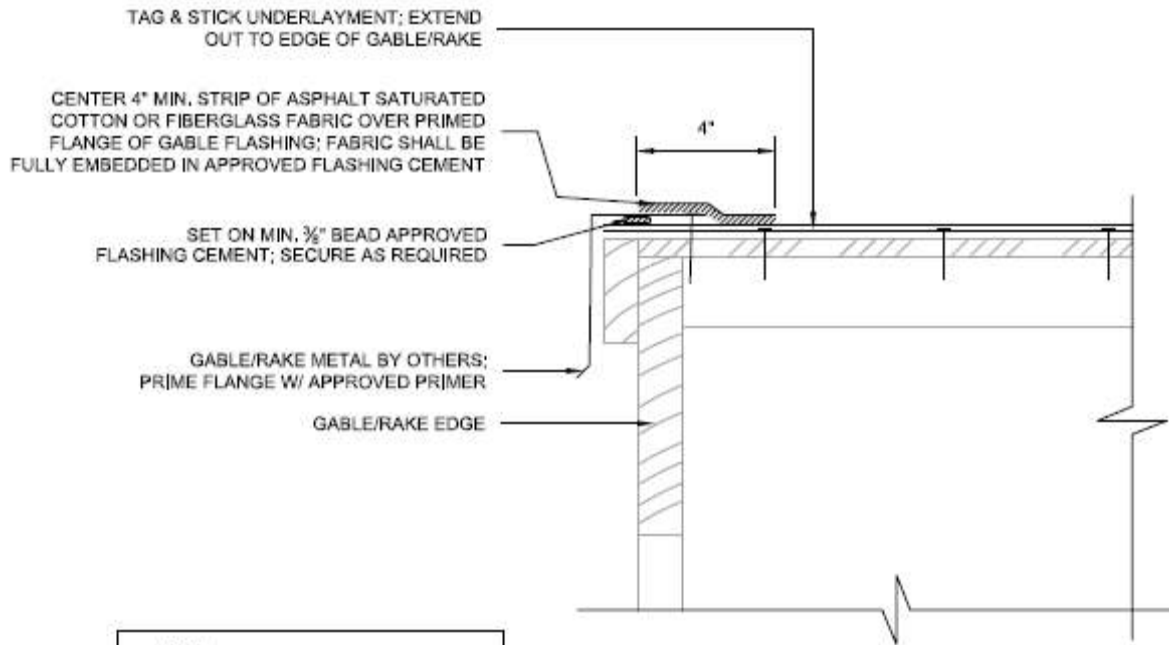 TAG & STICK UNDERLAYMENT; EXTEND
OUT TO EDGE OF GABLE/RAKE
CENTER 4" MIN. STRIP OF ASPHALT SATURATED
COTTON OR FIBERGLASS FABRIC OVER PRIMED
FLANGE OF GABLE FLASHING; FABRIC SHALL BE
FULLY EMBEDDED IN APPROVED FLASHING CEMENT
4"
SET ON MIN. ⅜" BEAD APPROVED
FLASHING CEMENT; SECURE AS REQUIRED
GABLE/RAKE METAL BY OTHERS;
PRIME FLANGE W/ APPROVED PRIMER
GABLE/RAKE EDGE